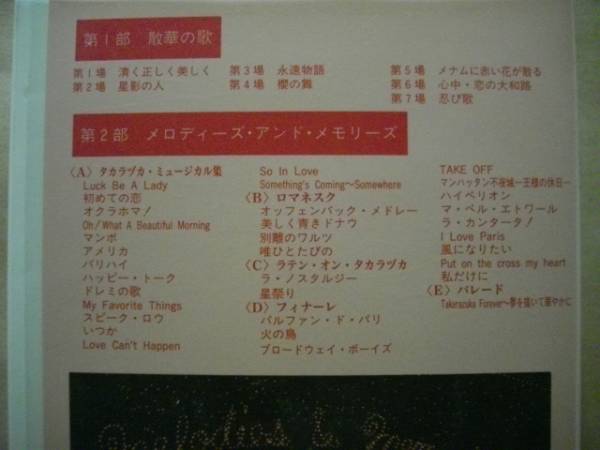 第1部 散華の歌
第1場 清く正しく美しく
第2場 星影の人
第3場 永遠物語
第4場 櫻の舞
第5場 メナムに赤い花が散る
第6場 心中・恋の大和路
第7場 忍び歌
第2部 メロディーズ・アンド・メモリーズ
〈A〉タカラヅカ・ミュージカル集
Luck Be A Lady
初めての恋
オクラホマ!
Oh! What A Beautiful Morning
マンボ
アメリカ
バリハイ
ハッピー・トーク
ドレミの歌
My Favorite Things
スピーク・ロウ
いつか
Love Can't Happen
So In Love
Something's Coming〜Somewhere
〈B〉ロマネスク
オッフェンバック・メドレー
美しく青きドナウ
別離のワルツ
唯ひとたびの
〈C〉ラテン・オン・タカラヅカ
ラ・ノスタルジー
星祭り
〈D〉フィナーレ
パルファン・ド・パリ
火の鳥
ブロードウェイ・ボーイズ
TAKE OFF
マンハッタン不夜城―王様の休日―
ハイペリオン
マ・ベル・エトワール
ラ・カンタータ!
I Love Paris
風になりたい
Put on the cross my heart
私だけに
〈E〉パレード
Takarazuka Forever〜夢を描いて華やかに
Melodies &